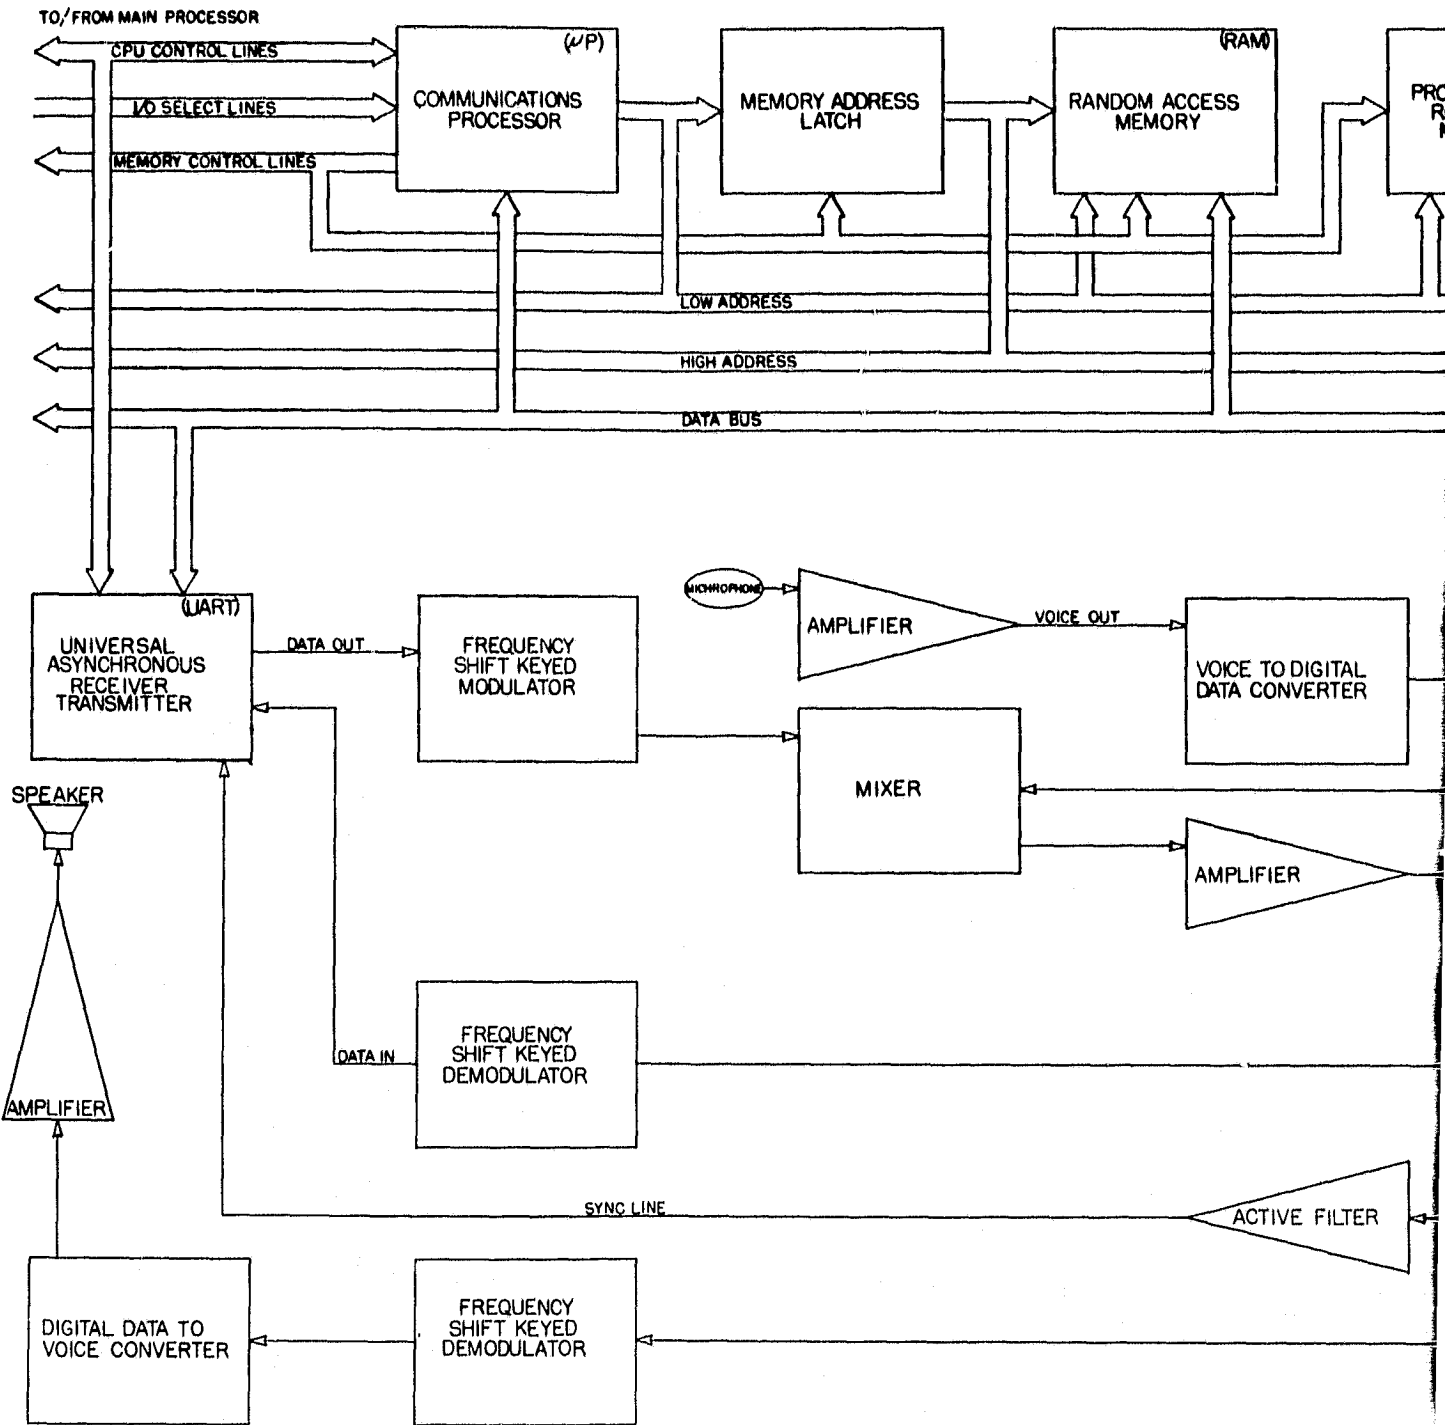 TO/FROM MAIN PROCESSOR
CPU CONTROL LINES
I/O SELECT LINES
MEMORY CONTROL LINES
(μP)
COMMUNICATIONS
PROCESSOR
MEMORY ADDRESS
LATCH
(RAM)
RANDOM ACCESS
MEMORY
LOW ADDRESS
HIGH ADDRESS
DATA BUS
(UART)
UNIVERSAL
ASYNCHRONOUS
RECEIVER
TRANSMITTER
DATA OUT
FREQUENCY
SHIFT KEYED
MODULATOR
MICHROPHONE
AMPLIFIER
VOICE OUT
VOICE TO DIGITAL
DATA CONVERTER
MIXER
AMPLIFIER
SPEAKER
AMPLIFIER
DATA IN
FREQUENCY
SHIFT KEYED
DEMODULATOR
SYNC LINE
ACTIVE FILTER
DIGITAL DATA TO
VOICE CONVERTER
FREQUENCY
SHIFT KEYED
DEMODULATOR